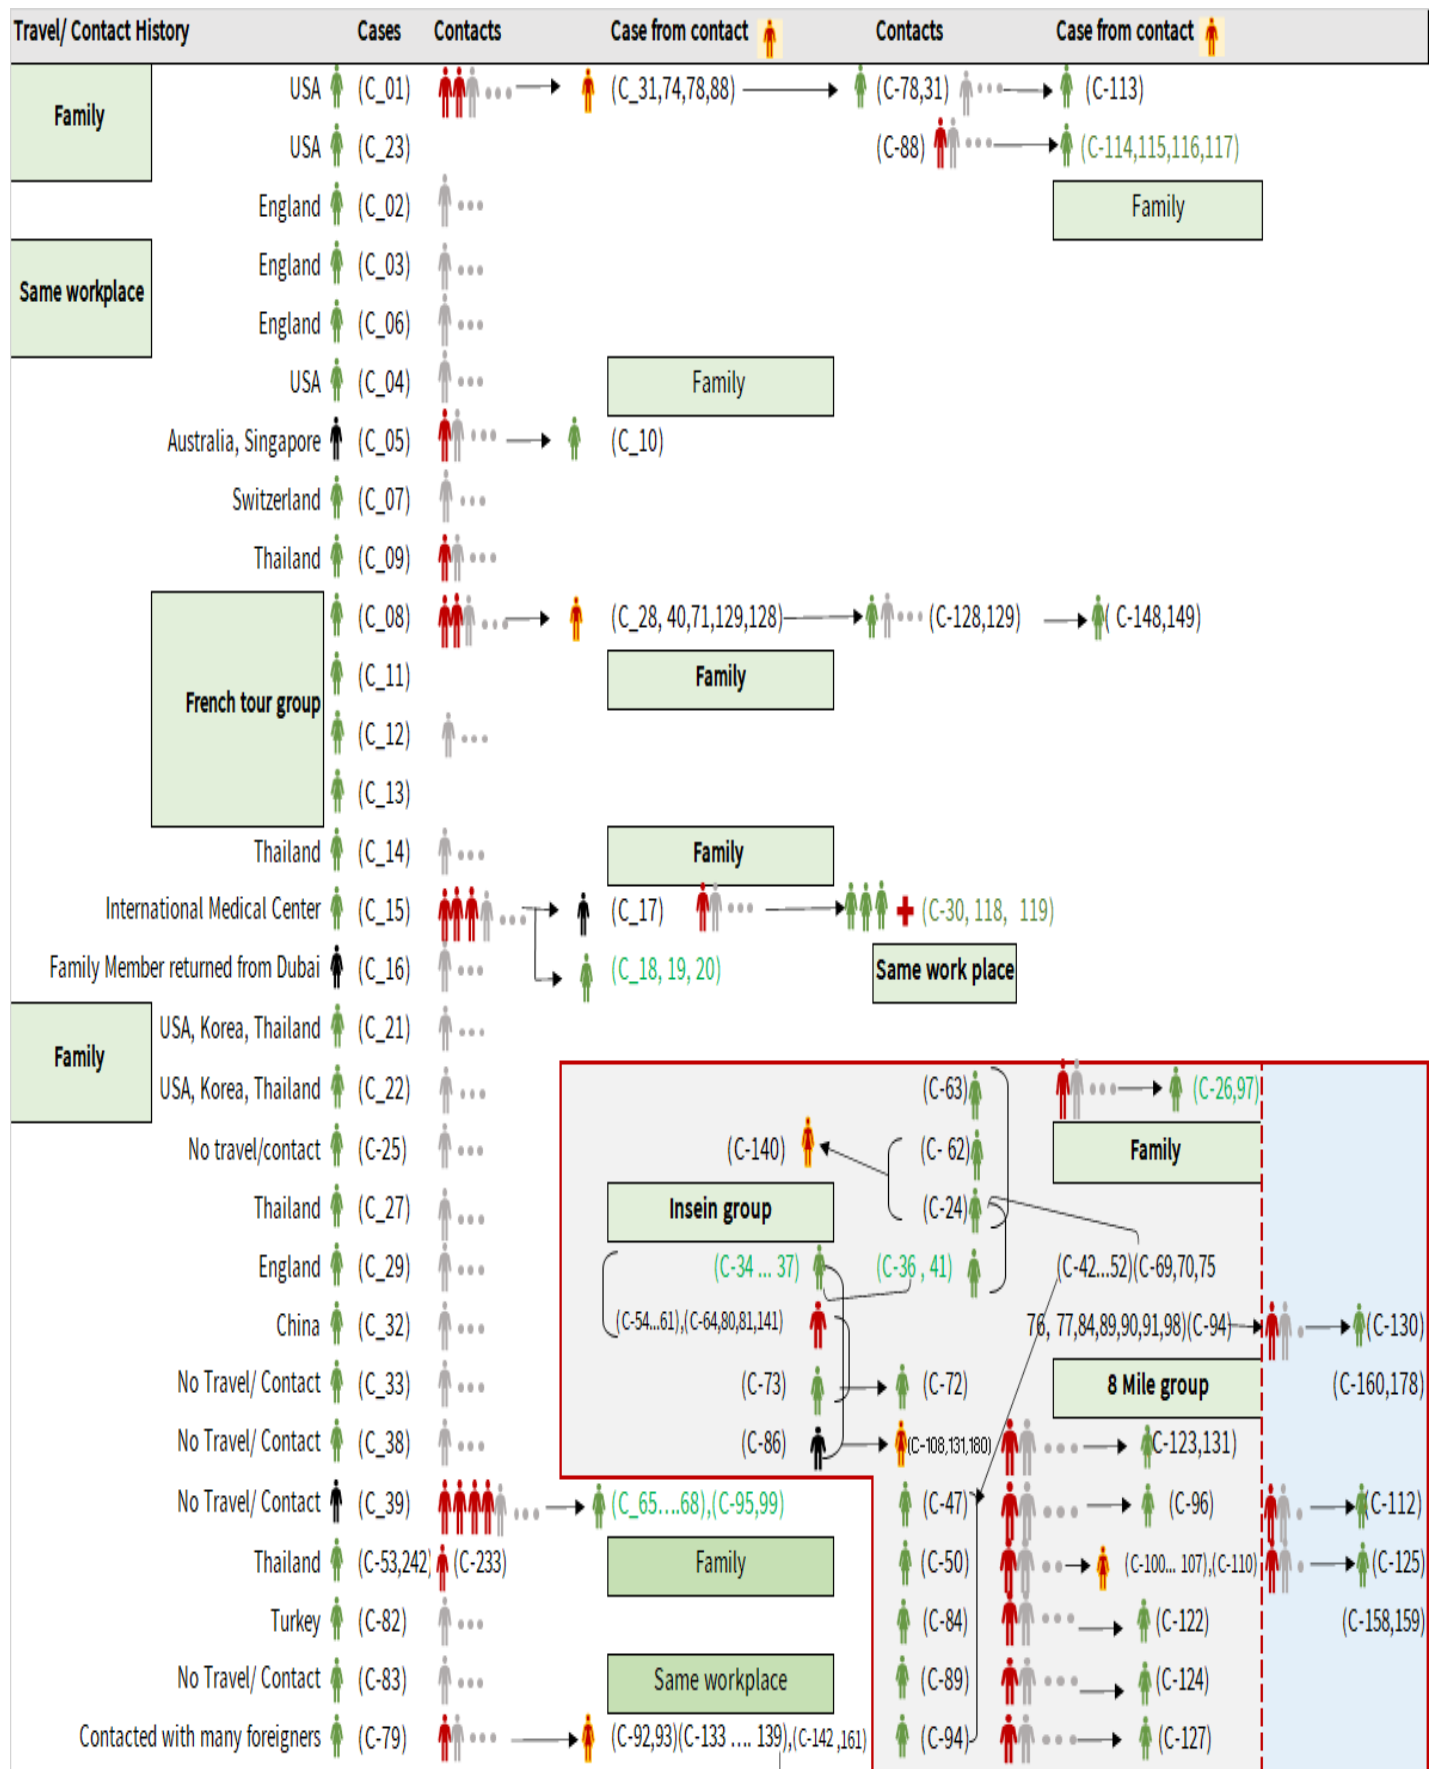 Travel/ Contact History Cases Contacts Case from contact Contacts Case from contact
USA (C_01) (C_31,74,78,88) (C-78,31) (C-113)
Family
USA (C_23) (C-88) (C-114,115,116,117)
England (C_02) Family
England (C_03)
Same workplace
England (C_06)
USA (C_04) Family
Australia, Singapore (C_05) (C_10)
Switzerland (C_07)
Thailand (C_09)
(C_08) (C_28, 40,71,129,128) (C-128,129) ( C-148,149)
(C_11) Family
French tour group
(C_12)
(C_13)
Thailand (C_14) Family
International Medical Center (C_15) (C_17) (C-30, 118, 119)
Family Member returned from Dubai (C_16) (C_18, 19, 20) Same work place
USA, Korea, Thailand (C_21)
Family
USA, Korea, Thailand (C_22) (C-63) (C-26,97)
No travel/contact (C-25) (C-140) (C- 62) Family
Thailand (C_27) Insein group (C-24)
England (C_29) (C-34 ... 37) (C-36 , 41) (C-42...52)(C-69,70,75
China (C_32) (C-54...61),(C-64,80,81,141) 76, 77,84,89,90,91,98)(C-94) (C-130)
No Travel/ Contact (C_33) (C-73) (C-72) 8 Mile group (C-160,178)
No Travel/ Contact (C_38) (C-86) (C-108,131,180) C-123,131)
No Travel/ Contact (C_39) (C_65....68),(C-95,99) (C-47) (C-96) (C-112)
Thailand (C-53,242) (C-233) Family (C-50) (C-100... 107),(C-110) (C-125)
Turkey (C-82) (C-84) (C-122) (C-158,159)
No Travel/ Contact (C-83) Same workplace (C-89) (C-124)
Contacted with many foreigners (C-79) (C-92,93)(C-133 .... 139),(C-142 ,161) (C-94) (C-127)